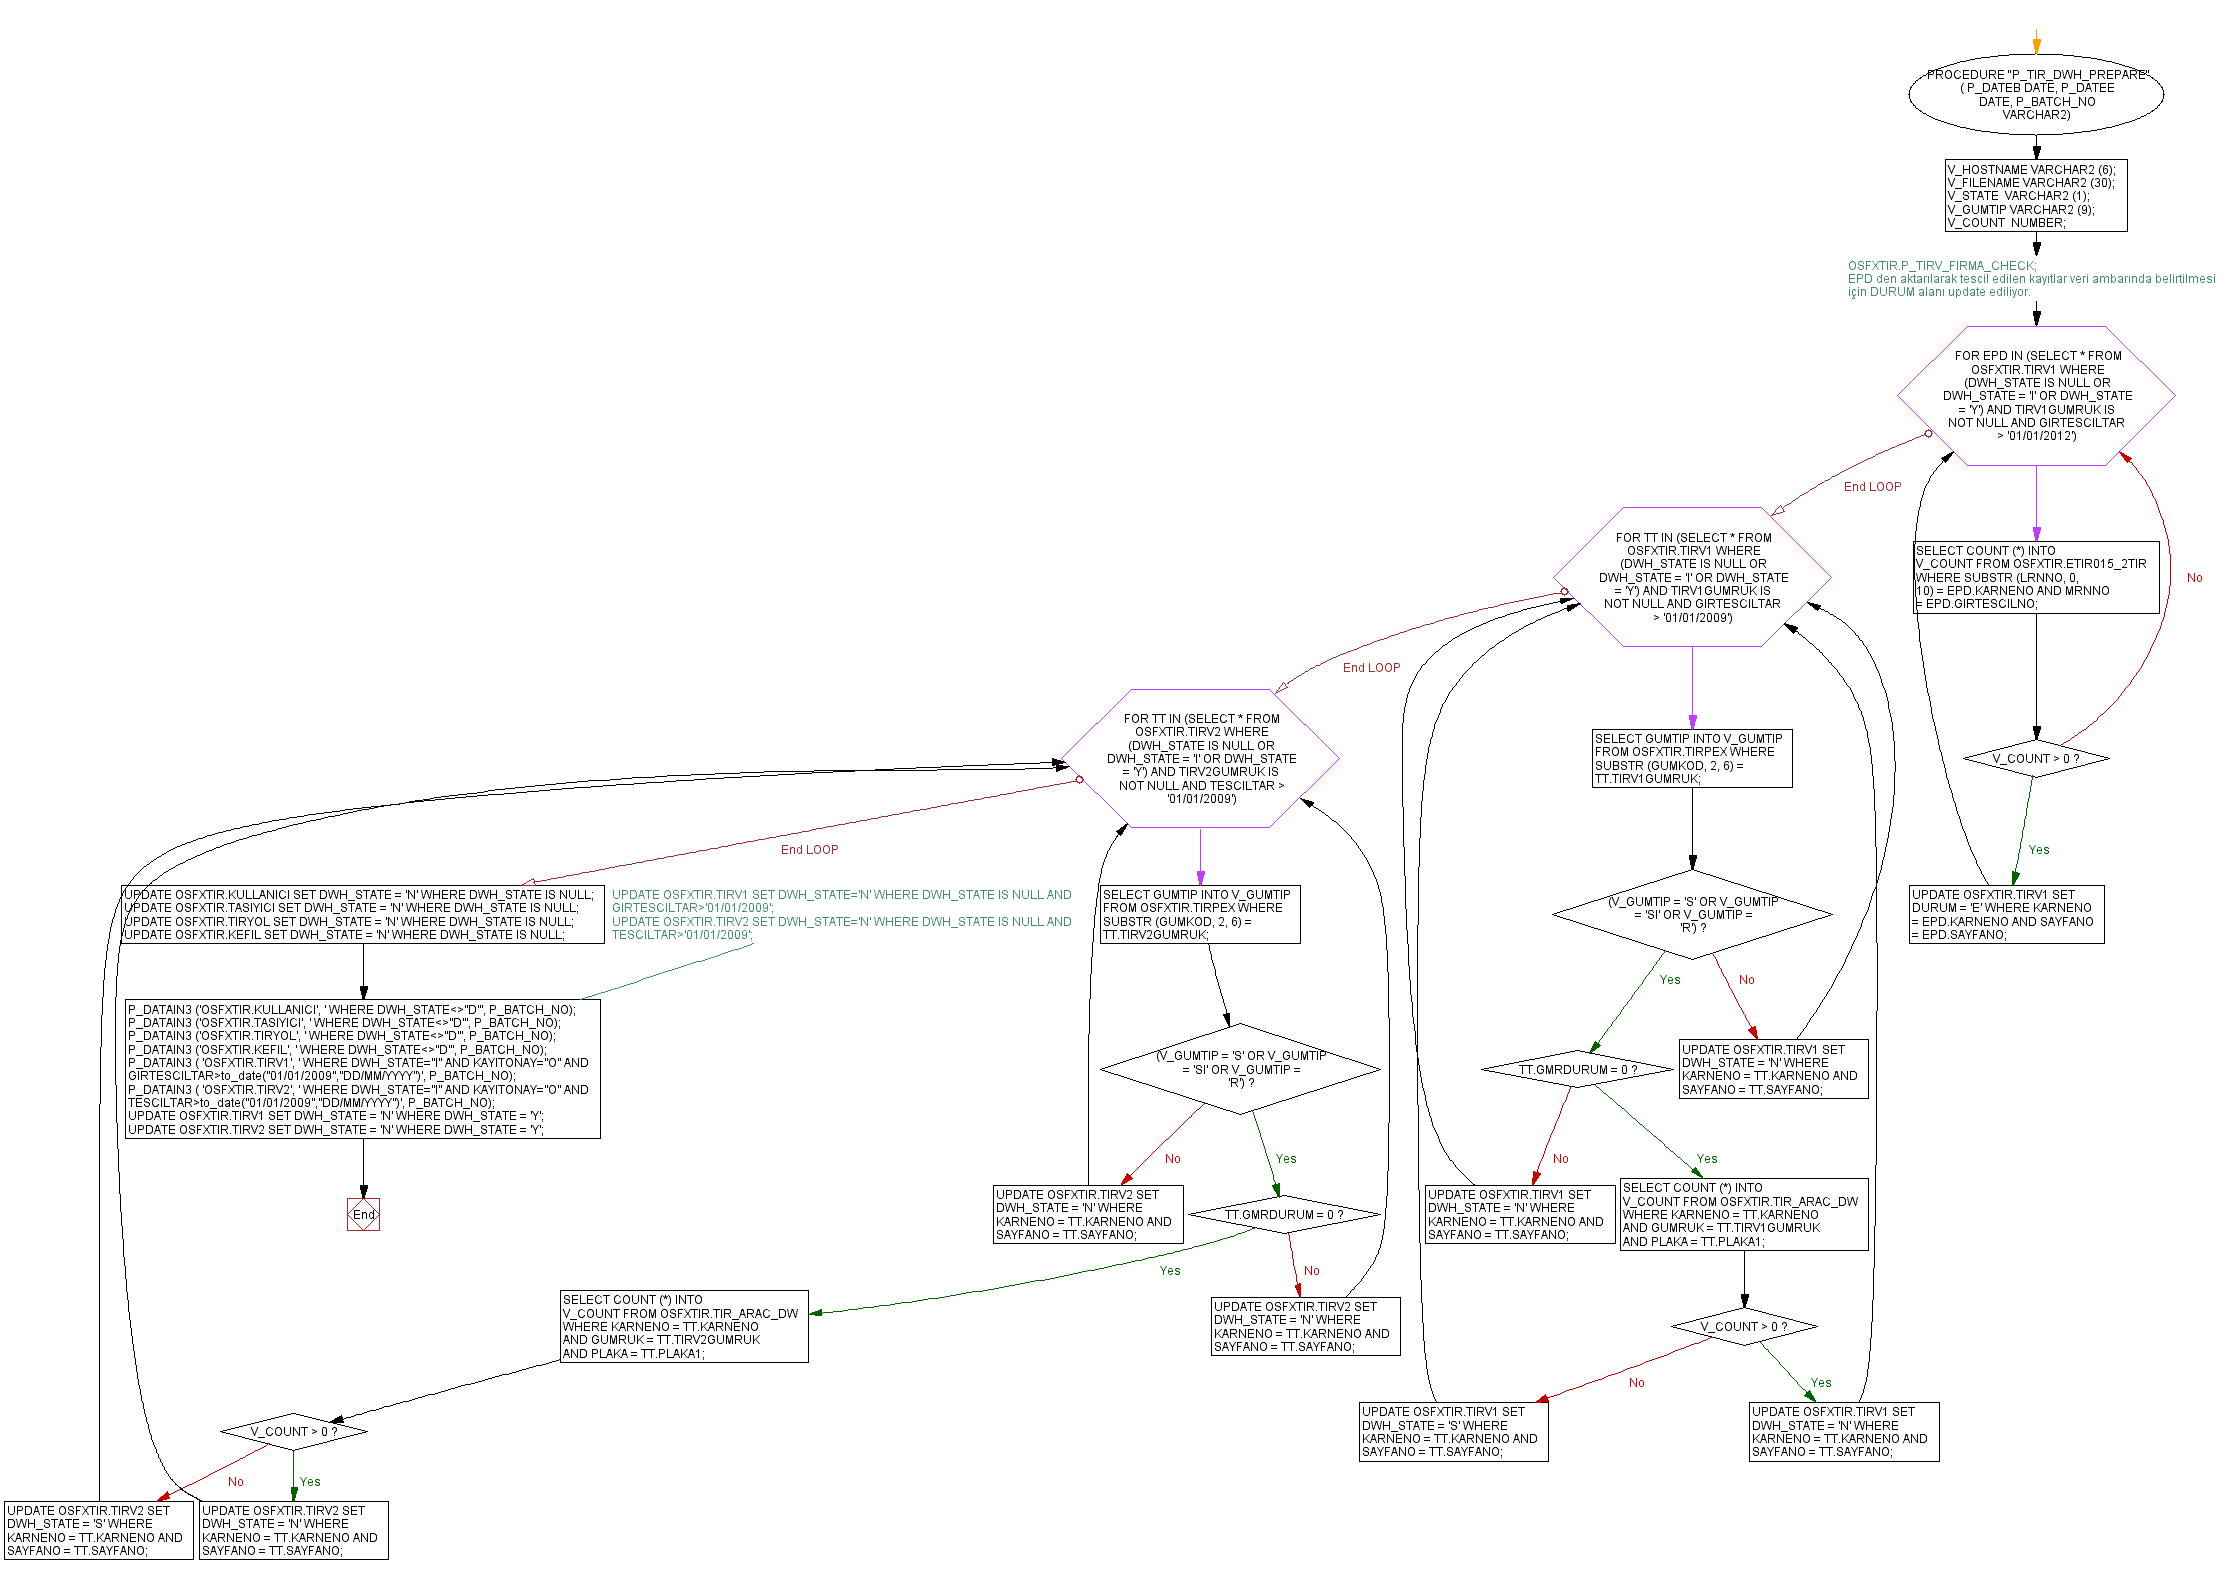 PROCEDURE "P_TIR_DWH_PREPARE"
( P_DATEB DATE, P_DATEE
DATE, P_BATCH_NO
VARCHAR2)
V_HOSTNAME VARCHAR2 (6);
V_FILENAME VARCHAR2 (30);
V_STATE  VARCHAR2 (1);
V_GUMTIP VARCHAR2 (9);
V_COUNT  NUMBER;
OSFXTIR.P_TIRV_FIRMA_CHECK;
EPD den aktarılarak tescil edilen kayıtlar veri ambarında belirtilmesi
için DURUM alanı update ediliyor.
FOR EPD IN (SELECT * FROM
OSFXTIR.TIRV1 WHERE
(DWH_STATE IS NULL OR
DWH_STATE = 'I' OR DWH_STATE
= 'Y') AND TIRV1GUMRUK IS
NOT NULL AND GIRTESCILTAR
> '01/01/2012')
End LOOP
SELECT COUNT (*) INTO
V_COUNT FROM OSFXTIR.ETIR015_2TIR
WHERE SUBSTR (LRNNO, 0,
10) = EPD.KARNENO AND MRNNO
= EPD.GIRTESCILNO;
No
V_COUNT > 0 ?
Yes
UPDATE OSFXTIR.TIRV1 SET
DURUM = 'E' WHERE KARNENO
= EPD.KARNENO AND SAYFANO
= EPD.SAYFANO;
FOR TT IN (SELECT * FROM
OSFXTIR.TIRV1 WHERE
(DWH_STATE IS NULL OR
DWH_STATE = 'I' OR DWH_STATE
= 'Y') AND TIRV1GUMRUK IS
NOT NULL AND GIRTESCILTAR
> '01/01/2009')
End LOOP
SELECT GUMTIP INTO V_GUMTIP
FROM OSFXTIR.TIRPEX WHERE
SUBSTR (GUMKOD, 2, 6) =
TT.TIRV1GUMRUK;
(V_GUMTIP = 'S' OR V_GUMTIP
= 'SI' OR V_GUMTIP =
'R') ?
Yes
No
TT.GMRDURUM = 0 ?
UPDATE OSFXTIR.TIRV1 SET
DWH_STATE = 'N' WHERE
KARNENO = TT.KARNENO AND
SAYFANO = TT.SAYFANO;
No
Yes
UPDATE OSFXTIR.TIRV1 SET
DWH_STATE = 'N' WHERE
KARNENO = TT.KARNENO AND
SAYFANO = TT.SAYFANO;
SELECT COUNT (*) INTO
V_COUNT FROM OSFXTIR.TIR_ARAC_DW
WHERE KARNENO = TT.KARNENO
AND GUMRUK = TT.TIRV1GUMRUK
AND PLAKA = TT.PLAKA1;
V_COUNT > 0 ?
No
Yes
UPDATE OSFXTIR.TIRV1 SET
DWH_STATE = 'S' WHERE
KARNENO = TT.KARNENO AND
SAYFANO = TT.SAYFANO;
UPDATE OSFXTIR.TIRV1 SET
DWH_STATE = 'N' WHERE
KARNENO = TT.KARNENO AND
SAYFANO = TT.SAYFANO;
FOR TT IN (SELECT * FROM
OSFXTIR.TIRV2 WHERE
(DWH_STATE IS NULL OR
DWH_STATE = 'I' OR DWH_STATE
= 'Y') AND TIRV2GUMRUK IS
NOT NULL AND TESCILTAR >
'01/01/2009')
End LOOP
SELECT GUMTIP INTO V_GUMTIP
FROM OSFXTIR.TIRPEX WHERE
SUBSTR (GUMKOD, 2, 6) =
TT.TIRV2GUMRUK;
(V_GUMTIP = 'S' OR V_GUMTIP
= 'SI' OR V_GUMTIP =
'R') ?
No
Yes
UPDATE OSFXTIR.TIRV2 SET
DWH_STATE = 'N' WHERE
KARNENO = TT.KARNENO AND
SAYFANO = TT.SAYFANO;
TT.GMRDURUM = 0 ?
Yes
No
UPDATE OSFXTIR.TIRV2 SET
DWH_STATE = 'N' WHERE
KARNENO = TT.KARNENO AND
SAYFANO = TT.SAYFANO;
SELECT COUNT (*) INTO
V_COUNT FROM OSFXTIR.TIR_ARAC_DW
WHERE KARNENO = TT.KARNENO
AND GUMRUK = TT.TIRV2GUMRUK
AND PLAKA = TT.PLAKA1;
V_COUNT > 0 ?
No
Yes
UPDATE OSFXTIR.TIRV2 SET
DWH_STATE = 'S' WHERE
KARNENO = TT.KARNENO AND
SAYFANO = TT.SAYFANO;
UPDATE OSFXTIR.TIRV2 SET
DWH_STATE = 'N' WHERE
KARNENO = TT.KARNENO AND
SAYFANO = TT.SAYFANO;
UPDATE OSFXTIR.KULLANICI SET DWH_STATE = 'N' WHERE DWH_STATE IS NULL;
UPDATE OSFXTIR.TASIYICI SET DWH_STATE = 'N' WHERE DWH_STATE IS NULL;
UPDATE OSFXTIR.TIRYOL SET DWH_STATE = 'N' WHERE DWH_STATE IS NULL;
UPDATE OSFXTIR.KEFIL SET DWH_STATE = 'N' WHERE DWH_STATE IS NULL;
UPDATE OSFXTIR.TIRV1 SET DWH_STATE='N' WHERE DWH_STATE IS NULL AND
GIRTESCILTAR>'01/01/2009';
UPDATE OSFXTIR.TIRV2 SET DWH_STATE='N' WHERE DWH_STATE IS NULL AND
TESCILTAR>'01/01/2009';
P_DATAIN3 ('OSFXTIR.KULLANICI', ' WHERE DWH_STATE<>''D''', P_BATCH_NO);
P_DATAIN3 ('OSFXTIR.TASIYICI', ' WHERE DWH_STATE<>''D''', P_BATCH_NO);
P_DATAIN3 ('OSFXTIR.TIRYOL', ' WHERE DWH_STATE<>''D''', P_BATCH_NO);
P_DATAIN3 ('OSFXTIR.KEFIL', ' WHERE DWH_STATE<>''D''', P_BATCH_NO);
P_DATAIN3 ( 'OSFXTIR.TIRV1', ' WHERE DWH_STATE=''I'' AND KAYITONAY=''O'' AND
GIRTESCILTAR>to_date(''01/01/2009'',''DD/MM/YYYY'')', P_BATCH_NO);
P_DATAIN3 ( 'OSFXTIR.TIRV2', ' WHERE DWH_STATE=''I'' AND KAYITONAY=''O'' AND
TESCILTAR>to_date(''01/01/2009'',''DD/MM/YYYY'')', P_BATCH_NO);
UPDATE OSFXTIR.TIRV1 SET DWH_STATE = 'N' WHERE DWH_STATE = 'Y';
UPDATE OSFXTIR.TIRV2 SET DWH_STATE = 'N' WHERE DWH_STATE = 'Y';
End